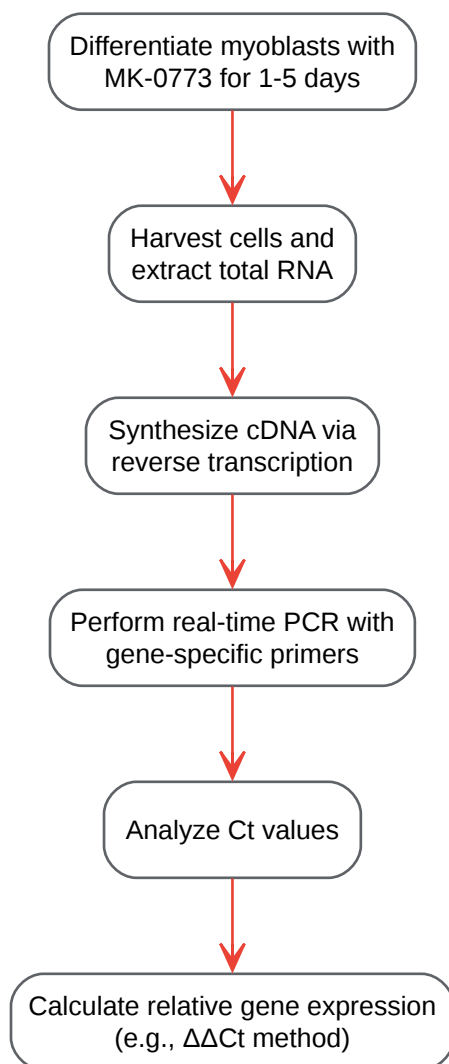 Differentiate myoblasts with
MK-0773 for 1-5 days
Harvest cells and
extract total RNA
Synthesize cDNA via
reverse transcription
Perform real-time PCR with
gene-specific primers
Analyze Ct values
Calculate relative gene expression
(e.g., ΔΔCt method)